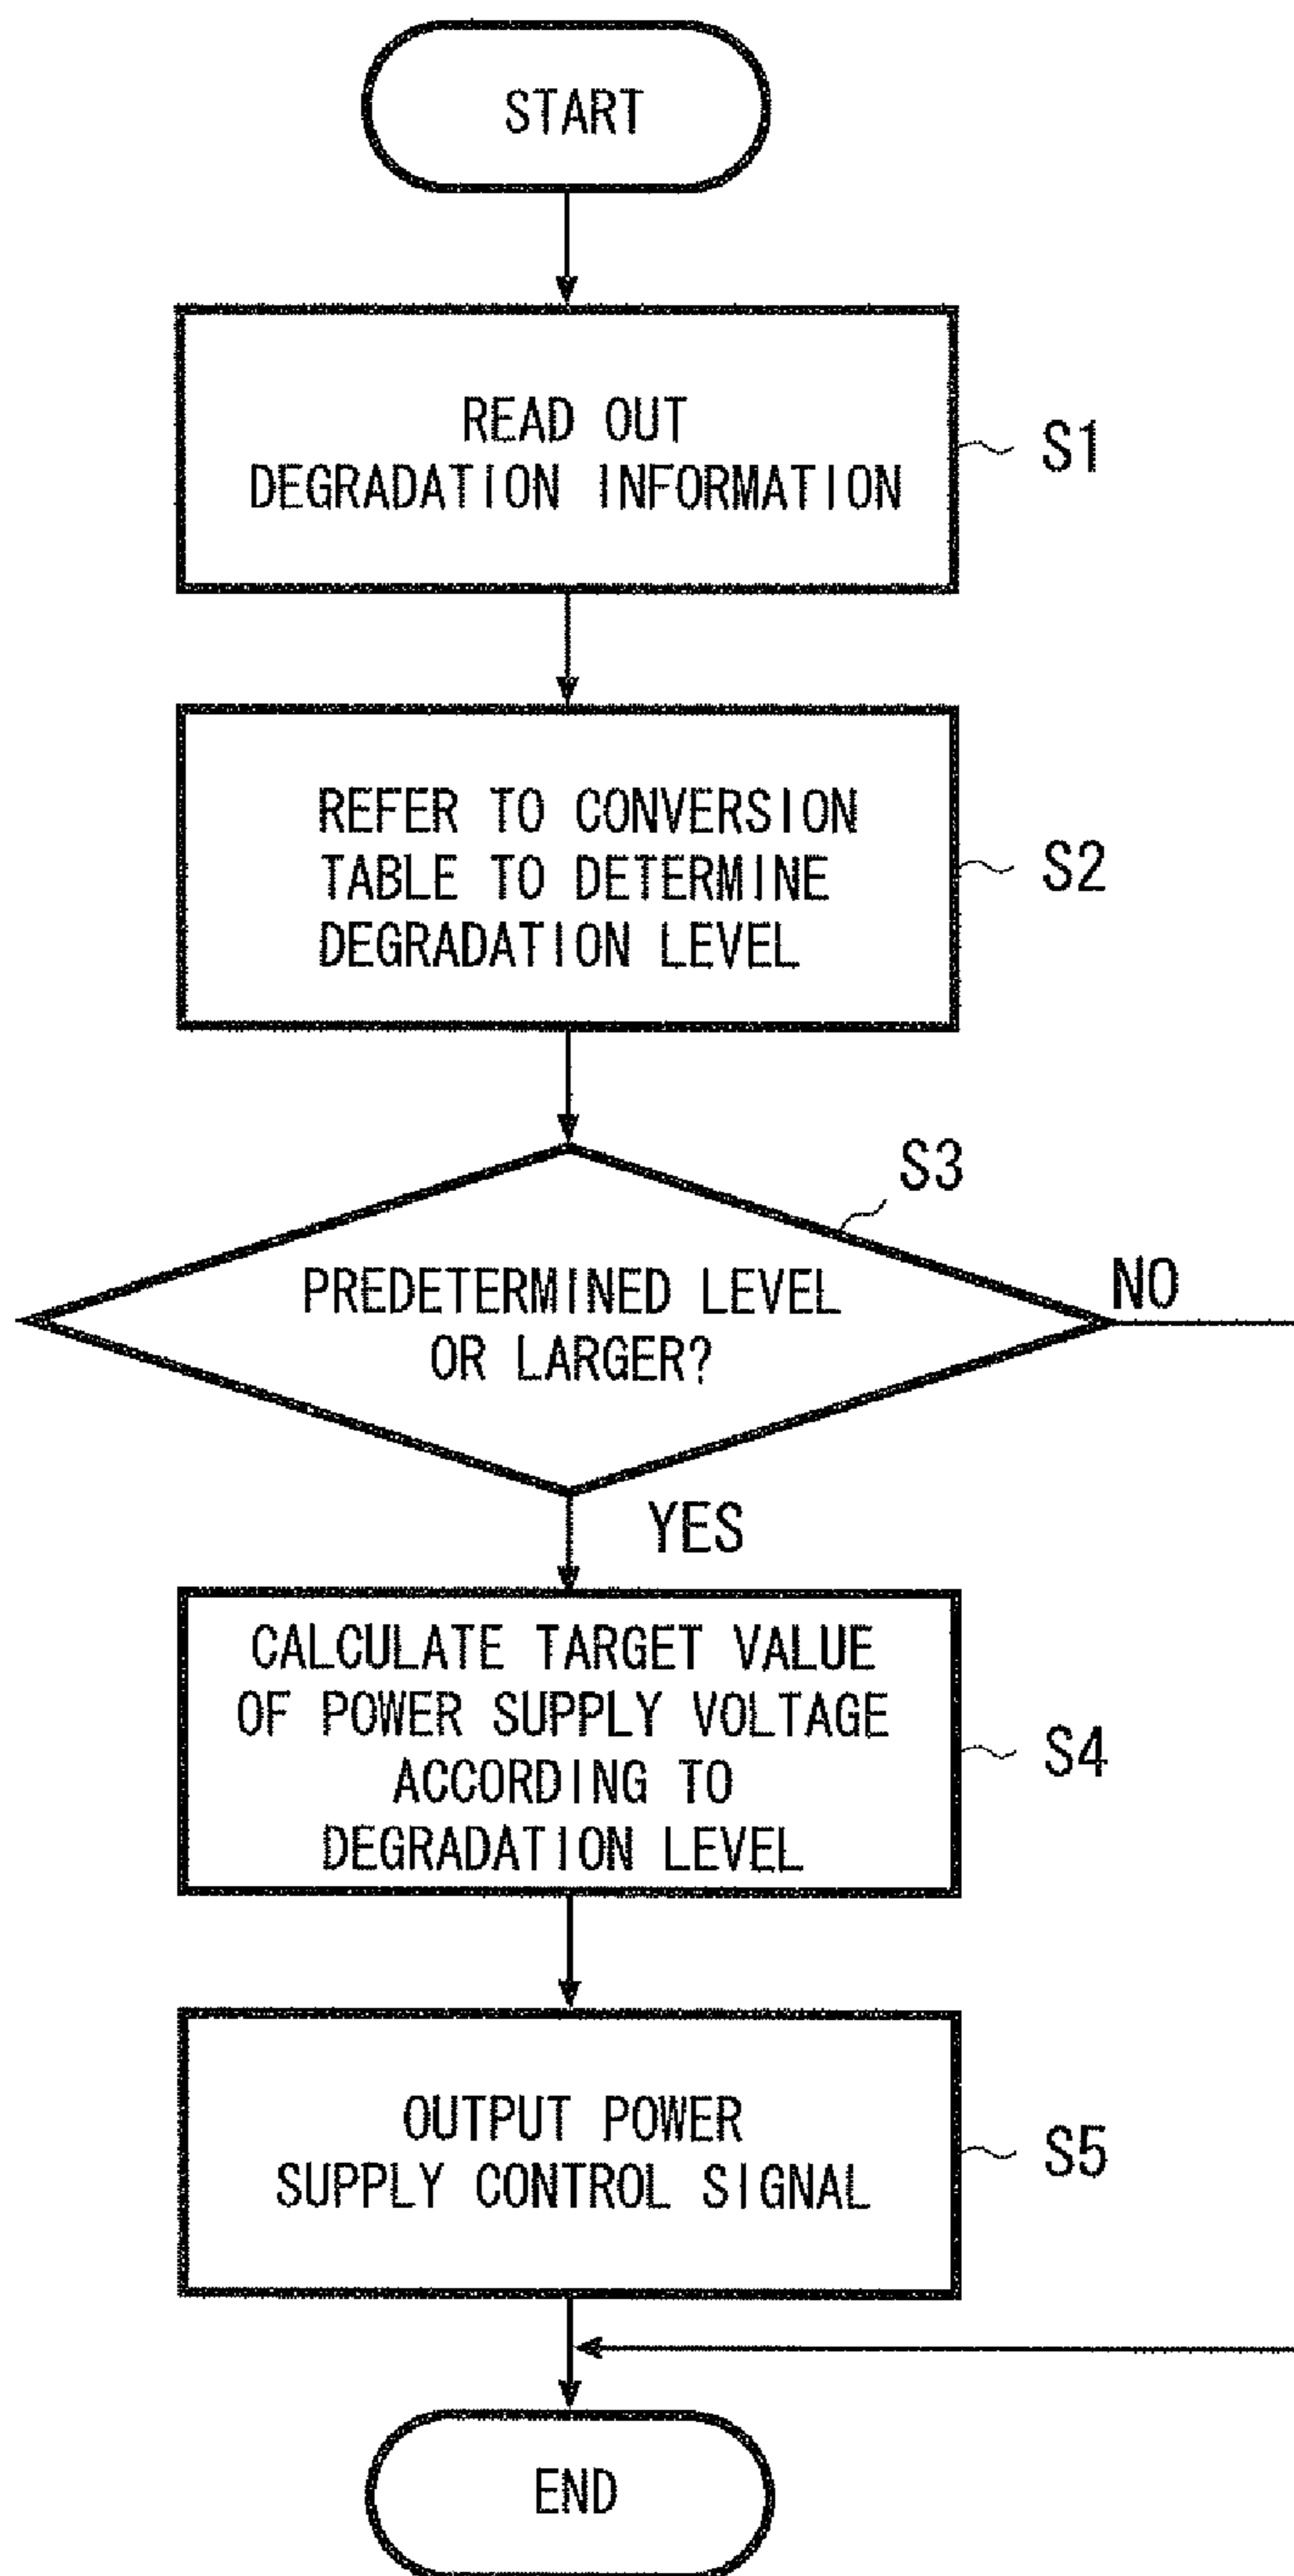 START
READ OUT
DEGRADATION INFORMATION
S1
REFER TO CONVERSION
TABLE TO DETERMINE
DEGRADATION LEVEL
S2
S3
PREDETERMINED LEVEL
OR LARGER?
NO
YES
CALCULATE TARGET VALUE
OF POWER SUPPLY VOLTAGE
ACCORDING TO
DEGRADATION LEVEL
S4
OUTPUT POWER
SUPPLY CONTROL SIGNAL
S5
END